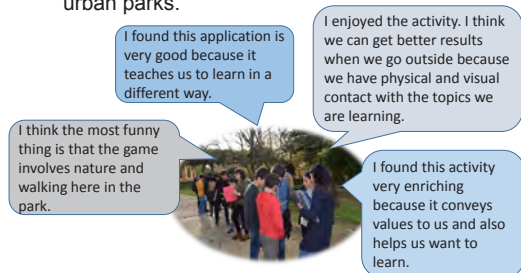 urban parks.
I found this application is
very good because it
teaches us to learn in a
different way.
I enjoyed the activity. I think
we can get better results
when we go outside because
we have physical and visual
contact with the topics we
are learning.
I think the most funny
thing is that the game
involves nature and
walking here in the
park.
I found this activity
very enriching
because it conveys
values to us and also
helps us want to
learn.